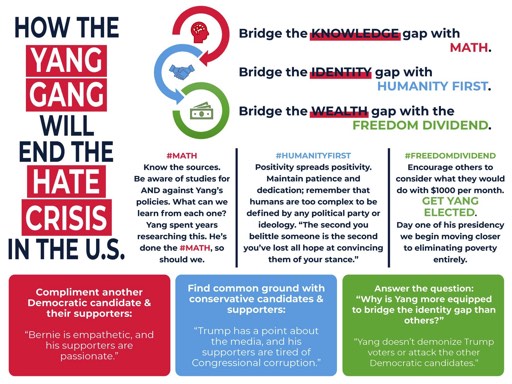 HOW THE
YANG
GANG
WILL
END THE
HATE
CRISIS
IN THE U.S.
Bridge the KNOWLEDGE gap with
MATH.
Bridge the IDENTITY gap with
HUMANITY FIRST.
Bridge the WEALTH gap with the
FREEDOM DIVIDEND.
#MATH
Know the sources.
Be aware of studies for
AND against Yang's
policies. What can we
learn from each one?
Yang spent years
researching this. He's
done the #MATH, so
should we.
#HUMANITYFIRST
Positivity spreads positivity.
Maintain patience and
dedication; remember that
humans are too complex to be
defined by any political party or
ideology. "The second you
belittle someone is the second
you've lost all hope at convincing
them of your stance."
#FREEDOMDIVIDEND
Encourage others to
consider what they would
do with $1000 per month.
GET YANG
ELECTED.
Day one of his presidency
we begin moving closer
to eliminating poverty
entirely.
Compliment another
Democratic candidate &
their supporters:
"Bernie is empathetic, and
his supporters are
passionate."
Find common ground with
conservative candidates &
supporters:
"Trump has a point about
the media, and his
supporters are tired of
Congressional corruption."
Answer the question:
"Why is Yang more equipped
to bridge the identity gap than
others?"
"Yang doesn't demonize Trump
voters or attack the other
Democratic candidates."